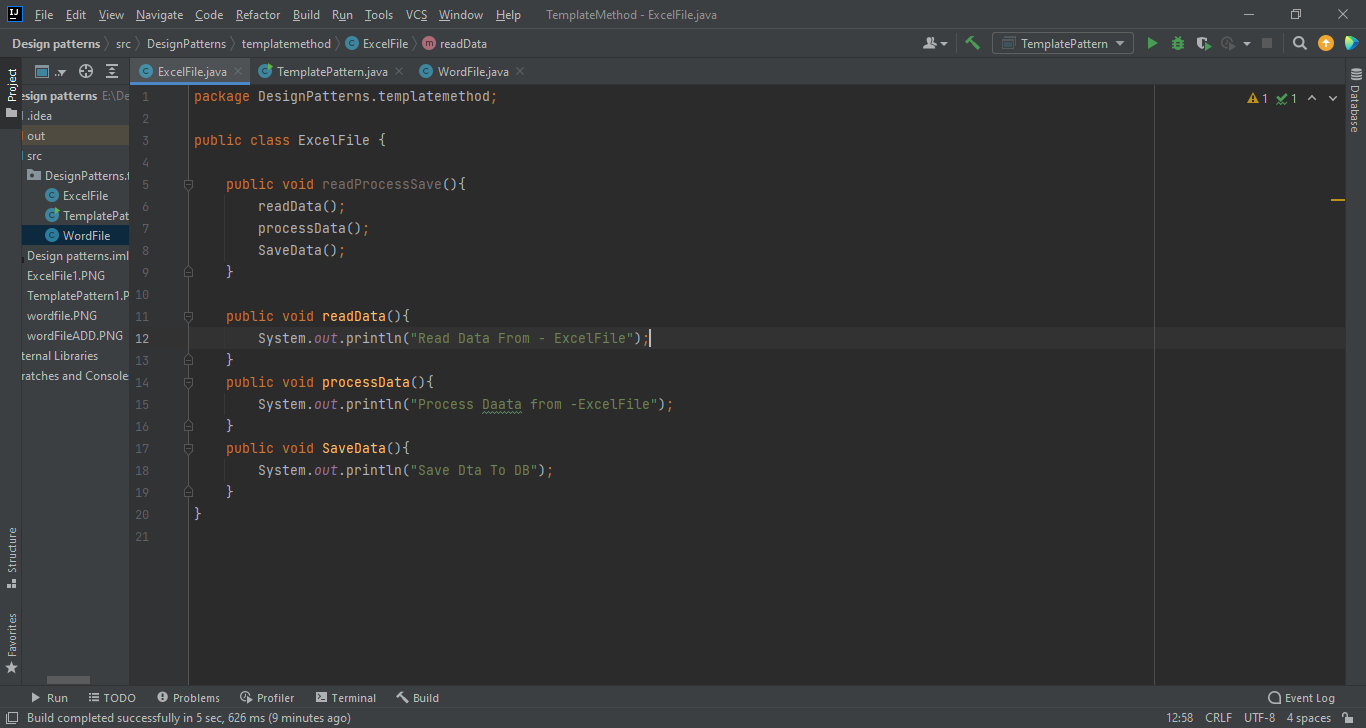 File Edit View Navigate Code Refactor Build Run Tools VCS Window Help TemplateMethod - ExcelFile.java
Design patterns src DesignPatterns templatemethod ExcelFile readData TemplatePattern
Project
ExcelFile.java TemplatePattern.java WordFile.java
esign patterns E:\De
.idea
out
src
DesignPatterns.t
ExcelFile
TemplatePat
WordFile
Design patterns.iml
ExcelFile1.PNG
TemplatePattern1.P
wordfile.PNG
wordFileADD.PNG
ternal Libraries
ratches and Console
1 package DesignPatterns.templatemethod;
2
3 public class ExcelFile {
4
5 public void readProcessSave(){
6 readData();
7 processData();
8 SaveData();
9 }
10
11 public void readData(){
12 System.out.println("Read Data From - ExcelFile");
13 }
14 public void processData(){
15 System.out.println("Process Daata from -ExcelFile");
16 }
17 public void SaveData(){
18 System.out.println("Save Dta To DB");
19 }
20 }
21
1 1
Database
Structure
Favorites
Run TODO Problems Profiler Terminal Build Event Log
Build completed successfully in 5 sec, 626 ms (9 minutes ago) 12:58 CRLF UTF-8 4 spaces